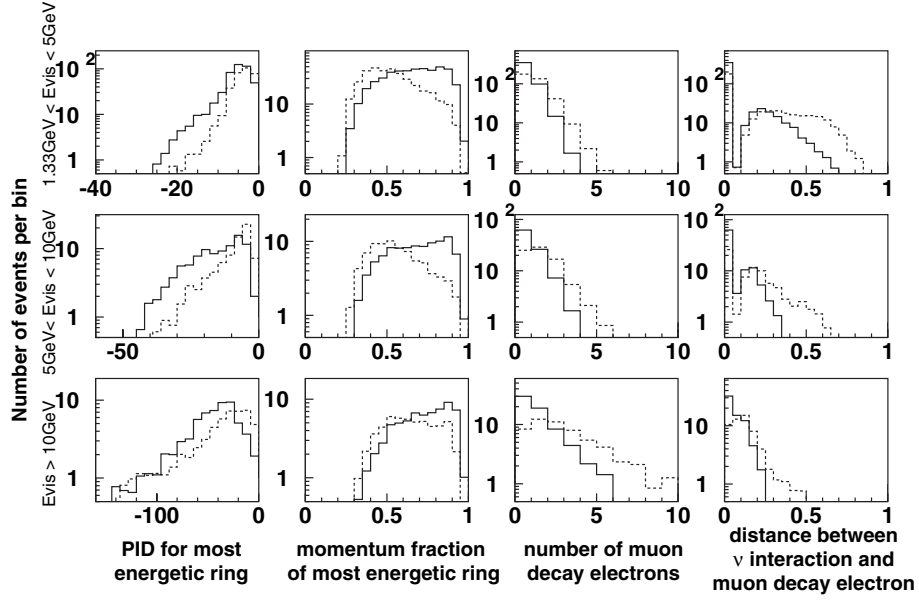 Number of events per bin
1.33GeV < Evis < 5GeV
10 2
10
1
-40 -20 0
10
1
0 0.5 1
10 2
10
1
0 5 10
10 2
10
1
0 0.5 1
5GeV< Evis < 10GeV
10
1
-50 0
10
1
0 0.5 1
10 2
10
1
0 5 10
10 2
10
1
0 0.5 1
Evis > 10GeV
10
1
-100 0
10
1
0 0.5 1
10
1
0 5 10
10
1
0 0.5 1
PID for most
energetic ring
momentum fraction
of most energetic ring
number of muon
decay electrons
distance between
ν interaction and
muon decay electron